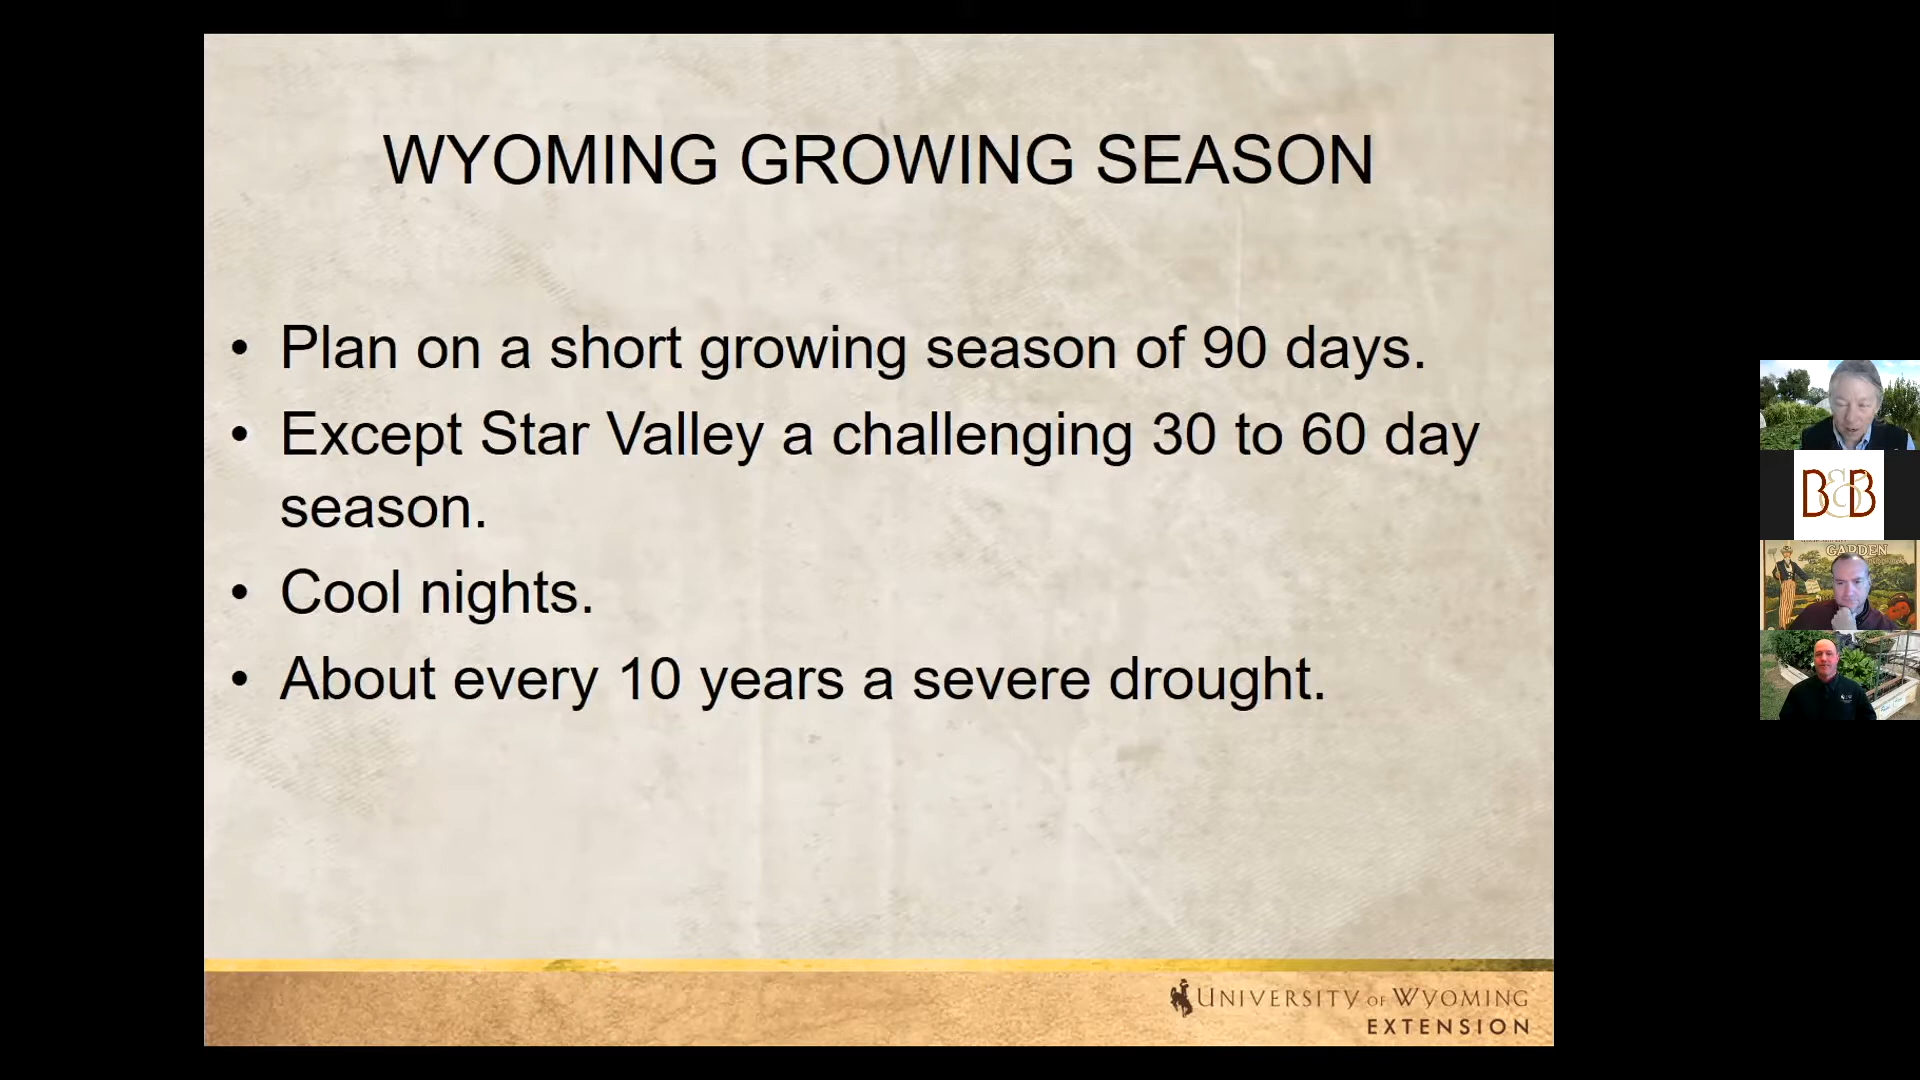 WYOMING GROWING SEASON
• Plan on a short growing season of 90 days.
• Except Star Valley a challenging 30 to 60 day
season.
• Cool nights.
• About every 10 years a severe drought.
UNIVERSITY OF WYOMING
EXTENSION
B&B
GARDEN